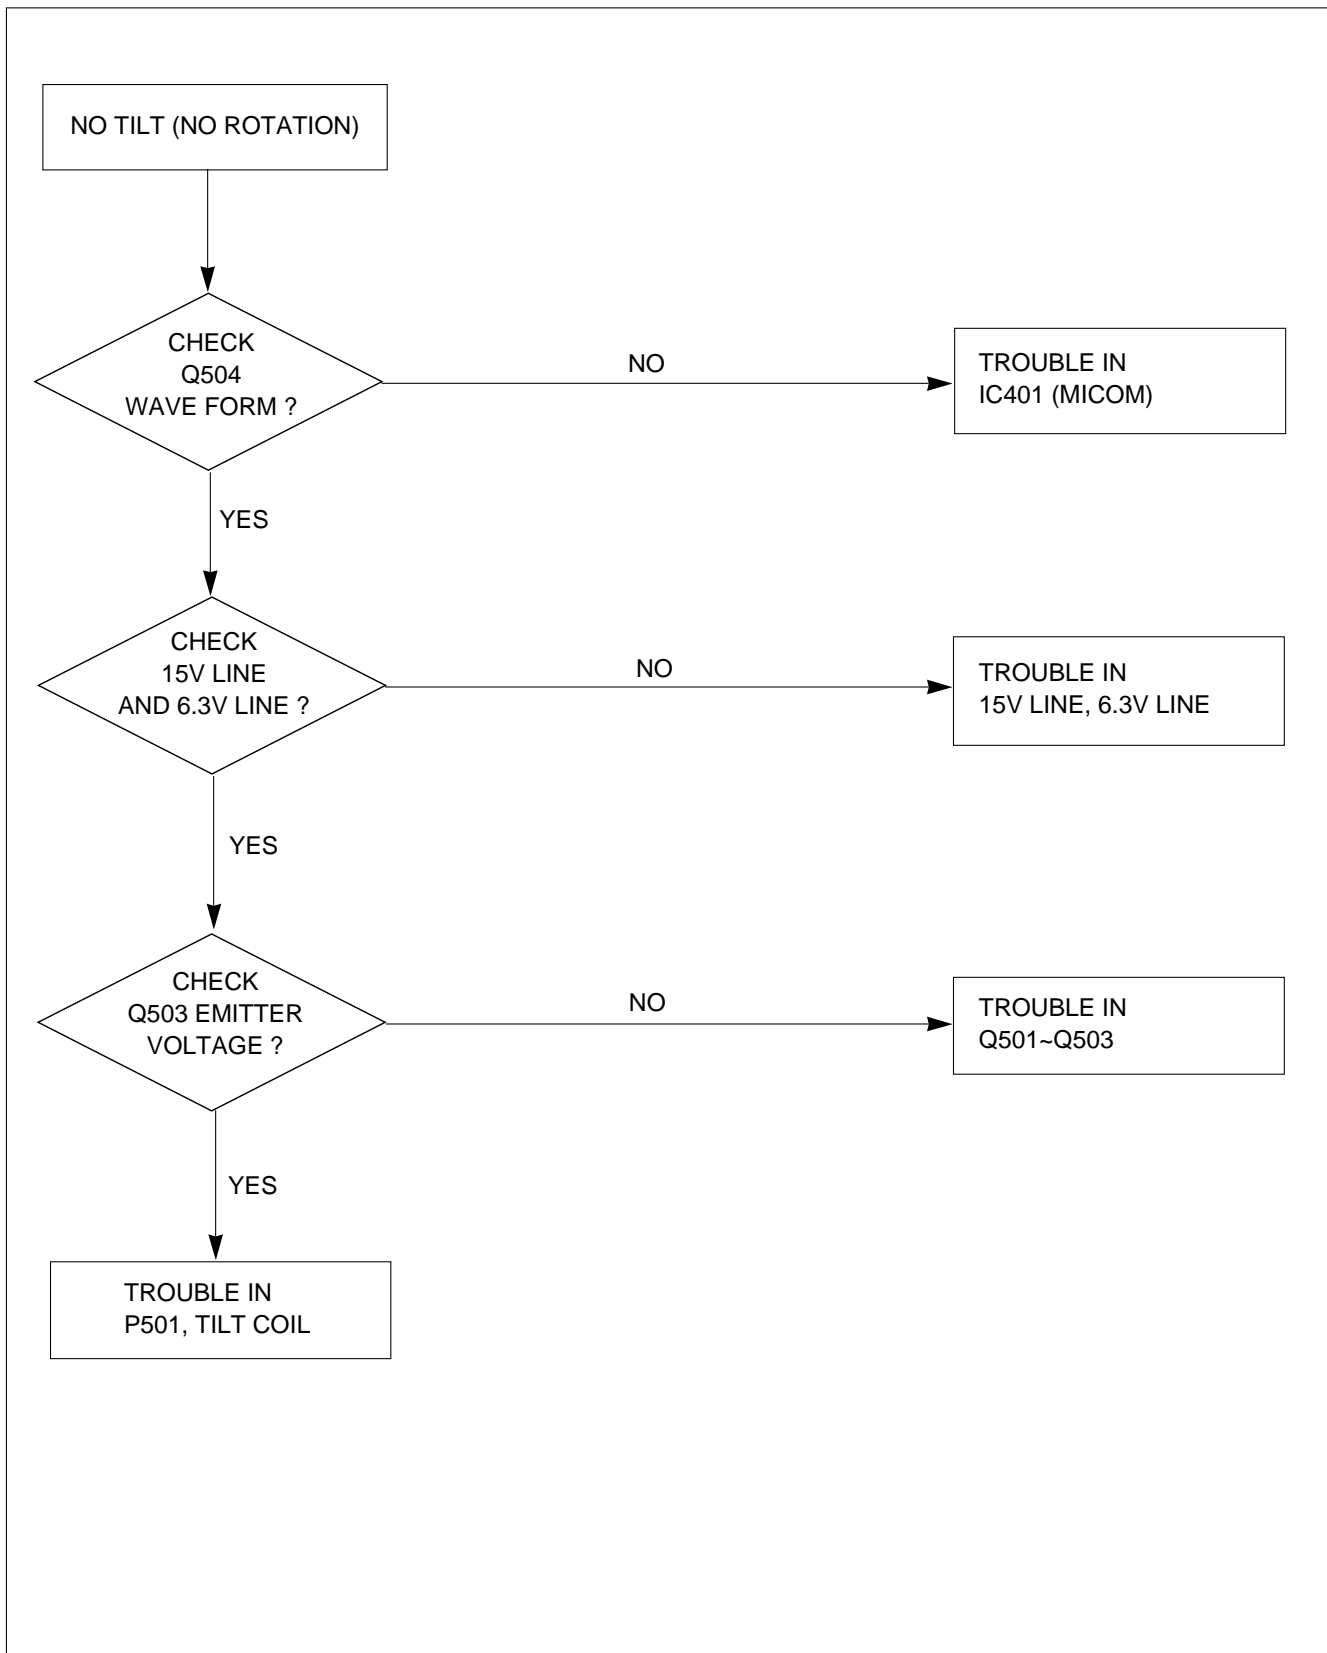 NO TILT (NO ROTATION)
CHECK
Q504
WAVE FORM ?
NO
TROUBLE IN
IC401 (MICOM)
YES
CHECK
15V LINE
AND 6.3V LINE ?
NO
TROUBLE IN
15V LINE, 6.3V LINE
YES
CHECK
Q503 EMITTER
VOLTAGE ?
NO
TROUBLE IN
Q501~Q503
YES
TROUBLE IN
P501, TILT COIL